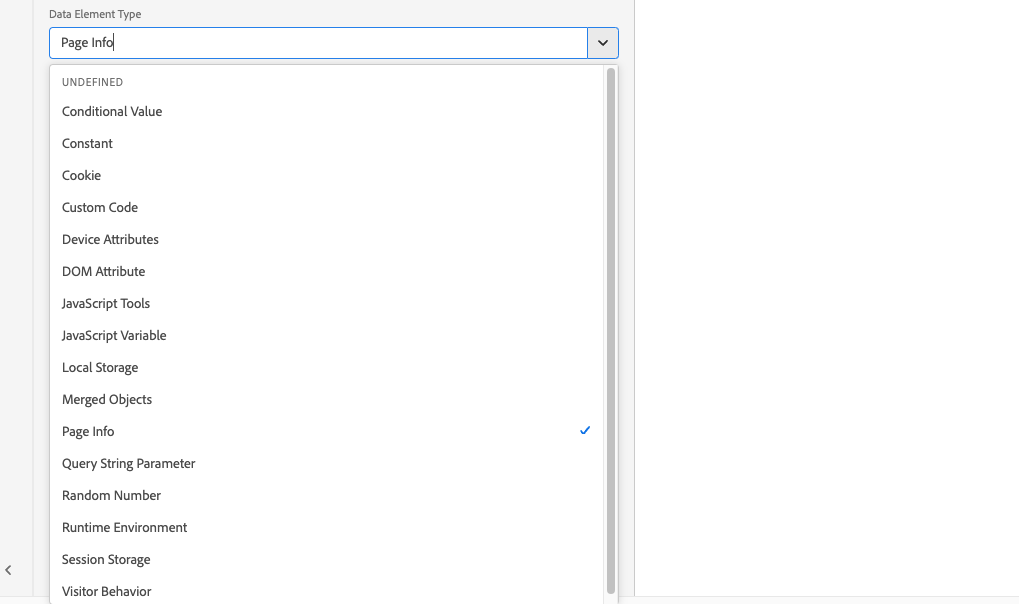 Data Element Type
Page Info
UNDEFINED
Conditional Value
Constant
Cookie
Custom Code
Device Attributes
DOM Attribute
JavaScript Tools
JavaScript Variable
Local Storage
Merged Objects
Page Info
Query String Parameter
Random Number
Runtime Environment
Session Storage
Visitor Behavior